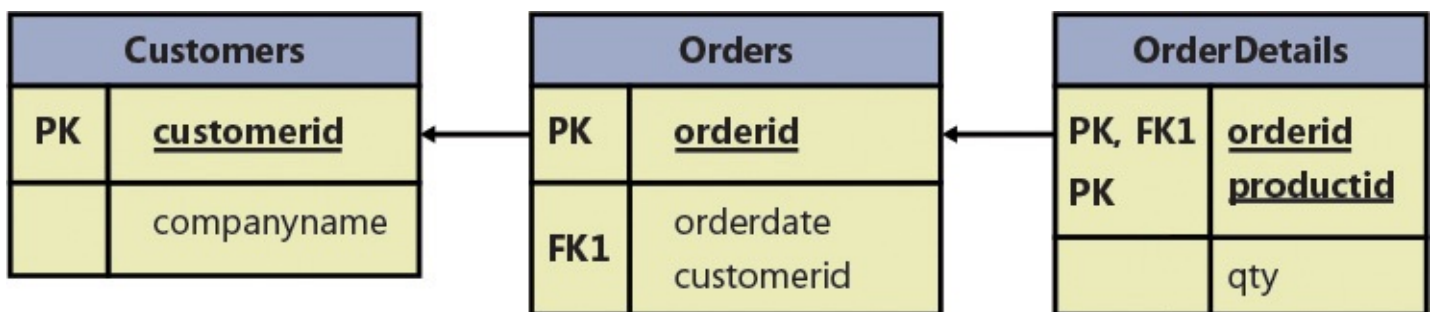 Customers
PK customerid
companyname
Orders
PK orderid
orderdate
FK1
customerid
OrderDetails
PK, FK1 orderid
PK productid
qty